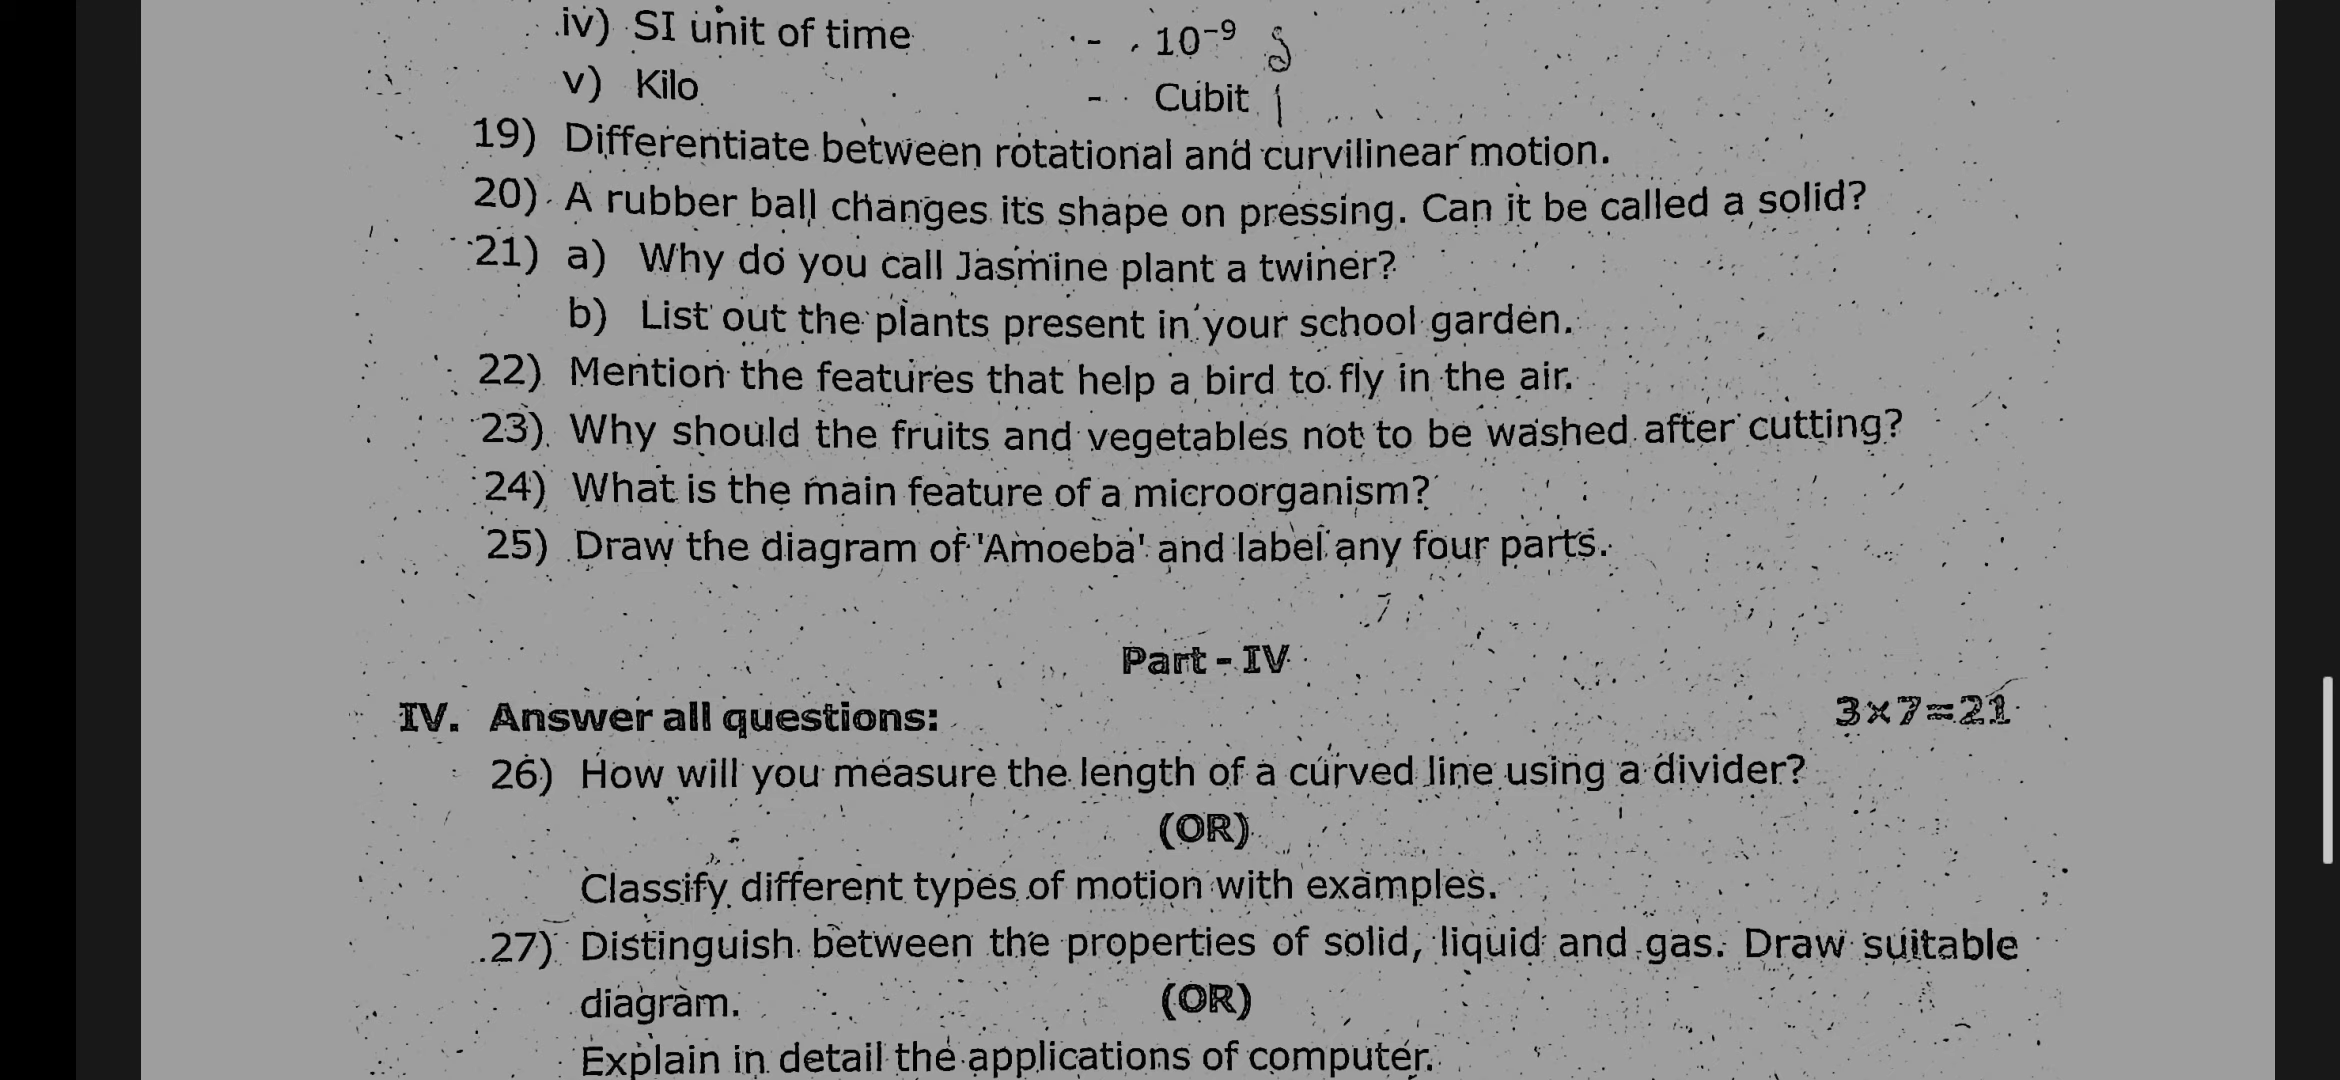 iv) SI unit of time - 10⁻⁹
v) Kilo - Cubit
19) Differentiate between rotational and curvilinear motion.
20) A rubber ball changes its shape on pressing. Can it be called a solid?
21) a) Why do you call Jasmine plant a twiner?
b) List out the plants present in your school garden.
22) Mention the features that help a bird to fly in the air.
23) Why should the fruits and vegetables not to be washed after cutting?
24) What is the main feature of a microorganism?
25) Draw the diagram of 'Amoeba' and label any four parts.
Part - IV
IV. Answer all questions: 3×7=21
26) How will you measure the length of a curved line using a divider?
(OR)
Classify different types of motion with examples.
27) Distinguish between the properties of solid, liquid and gas. Draw suitable
diagram. (OR)
Explain in detail the applications of computer.